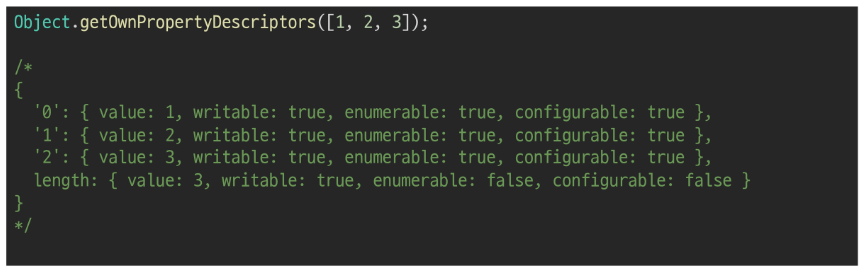 Object.getOwnPropertyDescriptors([1, 2, 3]);
/*
{
  '0': { value: 1, writable: true, enumerable: true, configurable: true },
  '1': { value: 2, writable: true, enumerable: true, configurable: true },
  '2': { value: 3, writable: true, enumerable: true, configurable: true },
  length: { value: 3, writable: true, enumerable: false, configurable: false }
}
*/